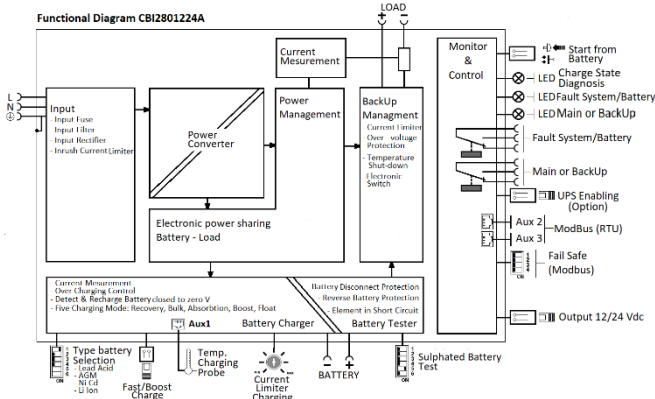 Functional Diagram CBI2801224A
LOAD
+ −
Current
Mesurement
Monitor
&
Control
Start from
Battery
LED Charge State
Diagnosis
LED Fault System/Battery
LED Main or BackUp
Fault System/Battery
Main or BackUp
UPS Enabling
(Option)
Aux 2
Aux 3
ModBus (RTU)
Fail Safe
(Modbus)
Output 12/24 Vdc
L
N
Input
- Input Fuse
- Input Filter
- Input Rectifier
- Inrush Current Limiter
Power
Converter
Power
Management
BackUp
Managment
Current Limiter
Over voltage
Protection
- Temperature
Shut-down
Electronic
Switch
Electronic power sharing
Battery - Load
Current Mesurment
Over Charging Control
- Detect & Recharge Battery closed to zero V
- Five Charging Mode: Recovery, Bulk, Absorbtion, Boost, Float
Aux1
Battery Charger
Battery Disconnect Protection
- Reverse Battery Protection
- Element in Short Circuit
Battery Tester
ON
Type battery
Selection
- Lead Acid
- AGM
- Ni Cd
- Li Ion
Fast/Boost
Charge
Temp.
Charging
Probe
Current
Limiter
Charging
− +
BATTERY
ON
Sulphated Battery
Test